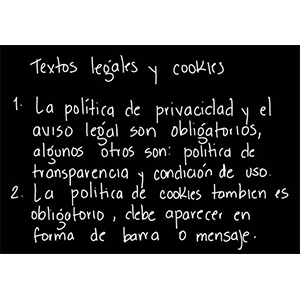 Textos legales y cookies
1. La política de privacidad y el
aviso legal son obligatorios,
algunos otros son: política de
transparencia y condición de uso.
2. La política de cookies tambien es
obligatorio, debe aparecer en
forma de barra o mensaje.